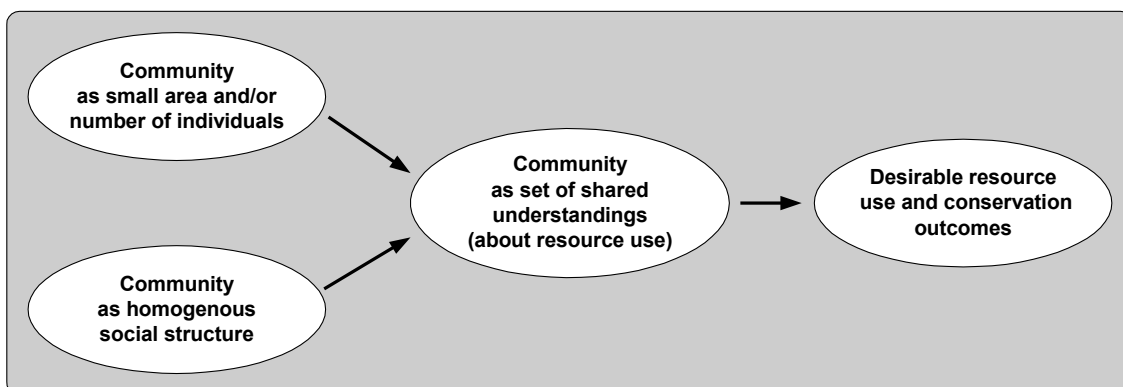 Community
as small area and/or
number of individuals
Community
as homogenous
social structure
Community
as set of shared
understandings
(about resource use)
Desirable resource
use and conservation
outcomes